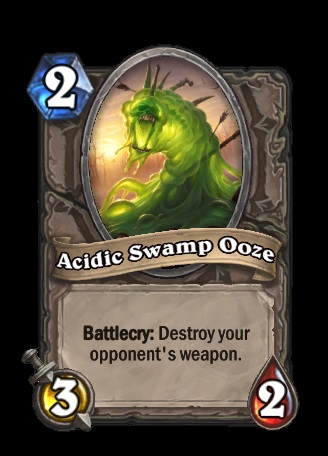 2
Acidic Swamp Ooze
Battlecry: Destroy your
opponent's weapon.
3
2